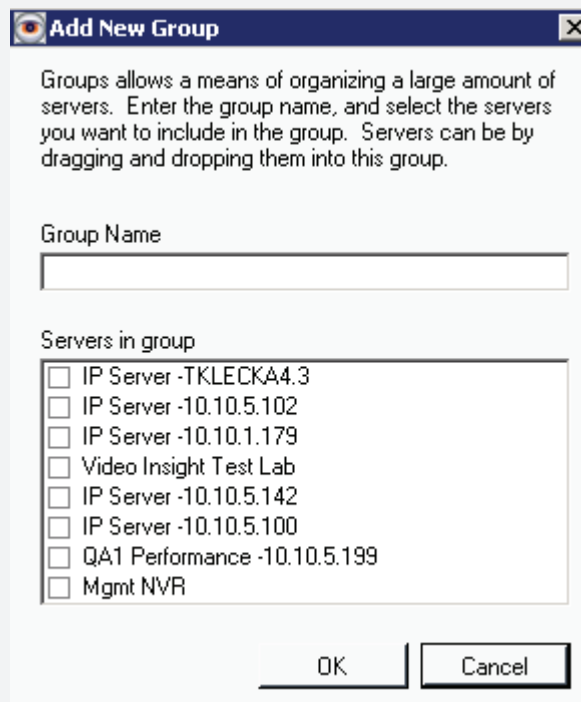 Add New Group
Groups allows a means of organizing a large amount of
servers.  Enter the group name, and select the servers
you want to include in the group.  Servers can be by
dragging and dropping them into this group.
Group Name
Servers in group
IP Server -TKLECKA4.3
IP Server -10.10.5.102
IP Server -10.10.1.179
Video Insight Test Lab
IP Server -10.10.5.142
IP Server -10.10.5.100
QA1 Performance -10.10.5.199
Mgmt NVR
OK Cancel